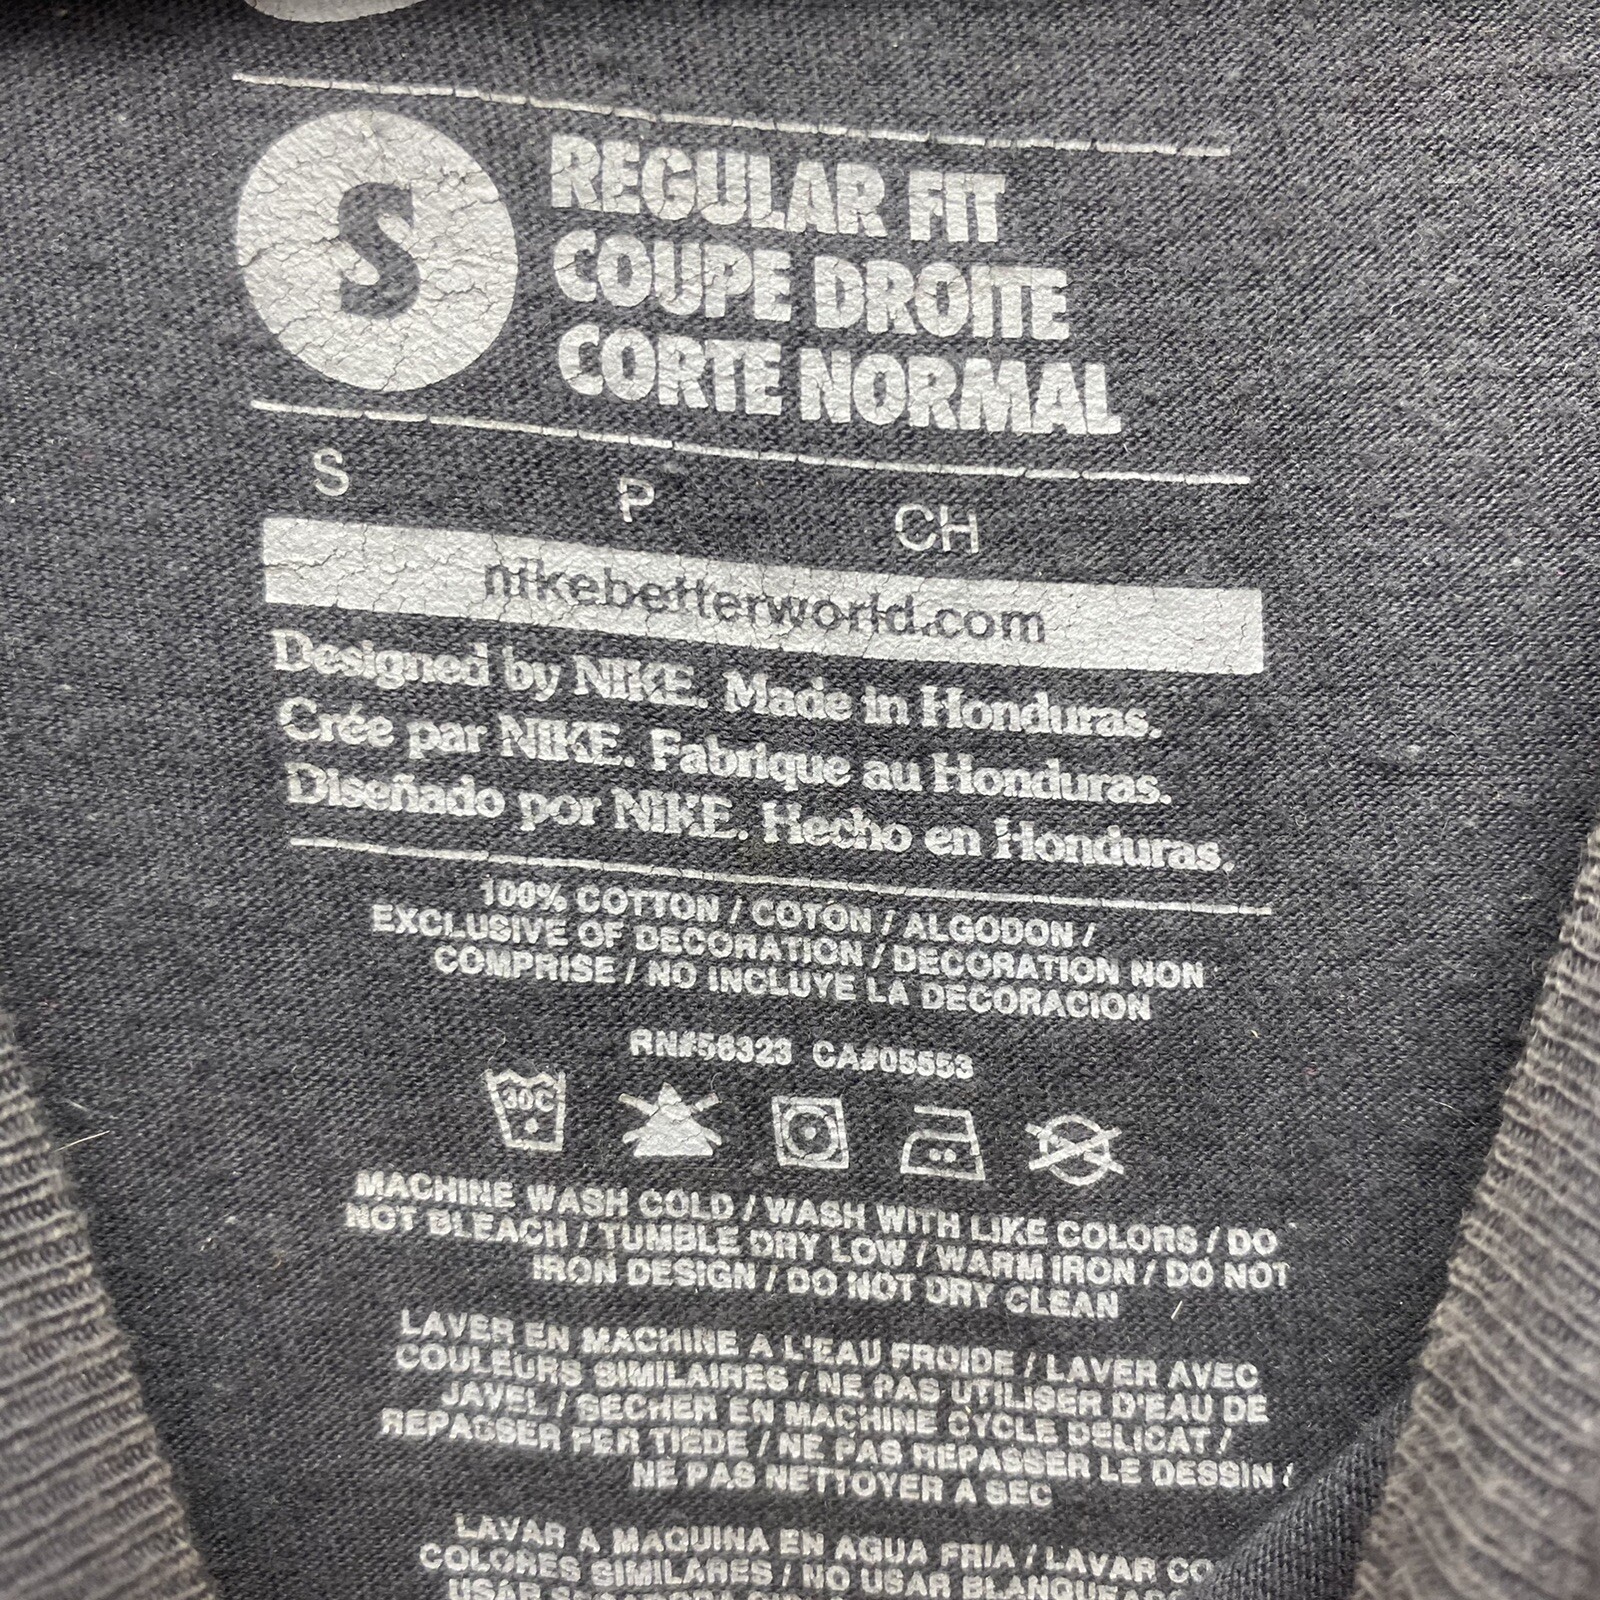 S
REGULAR FIT
COUPE DROITE
CORTE NORMAL
S P CH
nikebetterworld.com
Designed by NIKE. Made in Honduras.
Crée par NIKE. Fabrique au Honduras.
Diseñado por NIKE. Hecho en Honduras.
100% COTTON / COTON / ALGODON /
EXCLUSIVE OF DECORATION / DECORATION NON
COMPRISE / NO INCLUYE LA DECORACION
RN#56323 CA#05553
30C
MACHINE WASH COLD / WASH WITH LIKE COLORS / DO
NOT BLEACH / TUMBLE DRY LOW / WARM IRON / DO NOT
IRON DESIGN / DO NOT DRY CLEAN
LAVER EN MACHINE A L'EAU FROIDE / LAVER AVEC
COULEURS SIMILAIRES / NE PAS UTILISER D'EAU DE
JAVEL / SECHER EN MACHINE CYCLE DELICAT /
REPASSER FER TIEDE / NE PAS REPASSER LE DESSIN /
NE PAS NETTOYER A SEC
LAVAR A MAQUINA EN AGUA FRIA / LAVAR CO
COLORES SIMILARES / NO USAR BLANQUEAD
USAR